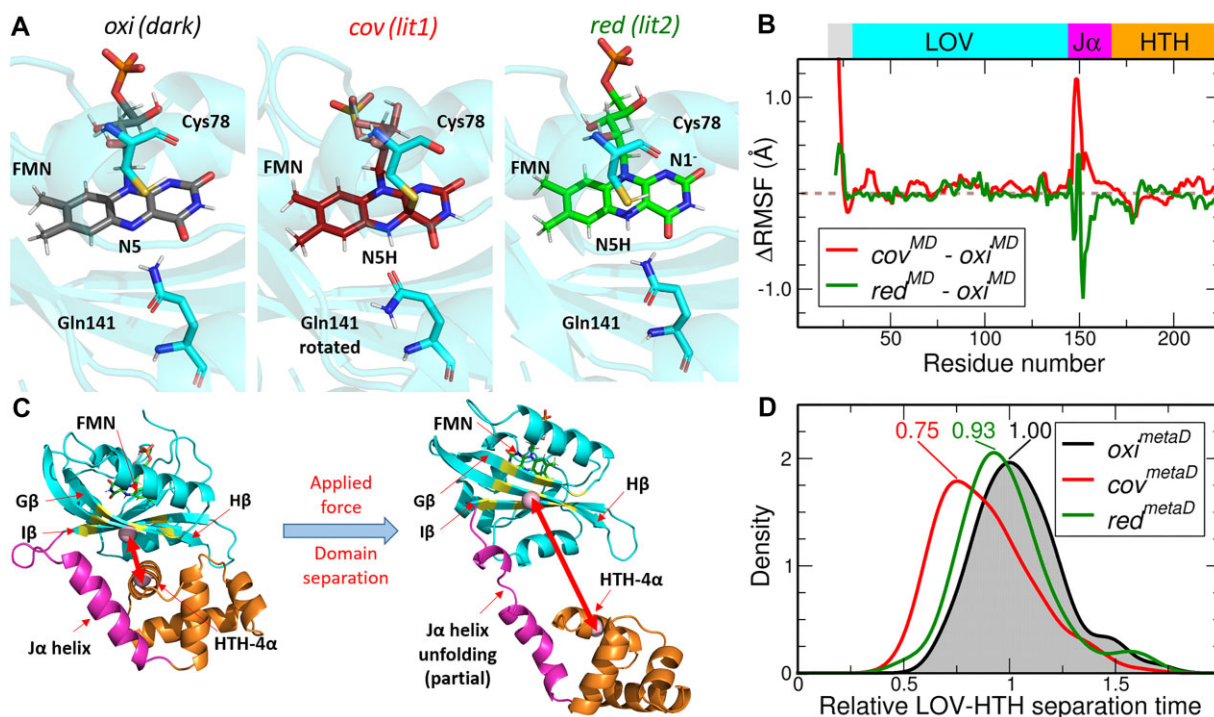 A
oxi (dark)
cov (lit1)
red (lit2)
Cys78
FMN
N5
Gln141
Cys78
FMN
N5H
Gln141
rotated
Cys78
FMN
N1-
N5H
Gln141
B
LOV
Jα
HTH
ΔRMSF (Å)
1.0
0.0
-1.0
cov^MD - oxi^MD
red^MD - oxi^MD
50
100
150
200
Residue number
C
FMN
Gβ
Iβ
Hβ
Jα helix
HTH-4α
Applied
force
Domain
separation
FMN
Gβ
Iβ
Hβ
HTH-4α
Jα helix
unfolding
(partial)
D
0.75
0.93
1.00
oxi^metaD
cov^metaD
red^metaD
Density
2
1
0
0
0.5
1
1.5
Relative LOV-HTH separation time